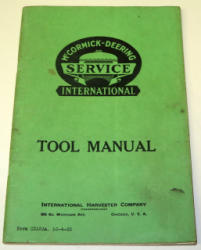 McCORMICK-DEERING
SERVICE
INTERNATIONAL
TOOL MANUAL
INTERNATIONAL HARVESTER COMPANY
CHICAGO, U. S. A.